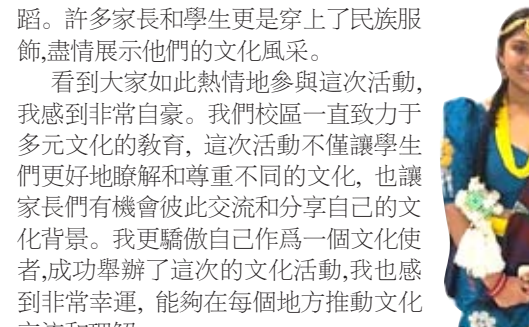 蹈。許多家長和學生更是穿上了民族服
飾,盡情展示他們的文化風采。
看到大家如此熱情地參與這次活動,
我感到非常自豪。我們校區一直致力于
多元文化的教育, 這次活動不僅讓學生
們更好地瞭解和尊重不同的文化, 也讓
家長們有機會彼此交流和分享自己的文
化背景。我更驕傲自己作爲一個文化使
者,成功舉辦了這次的文化活動,我也感
到非常幸運, 能夠在每個地方推動文化